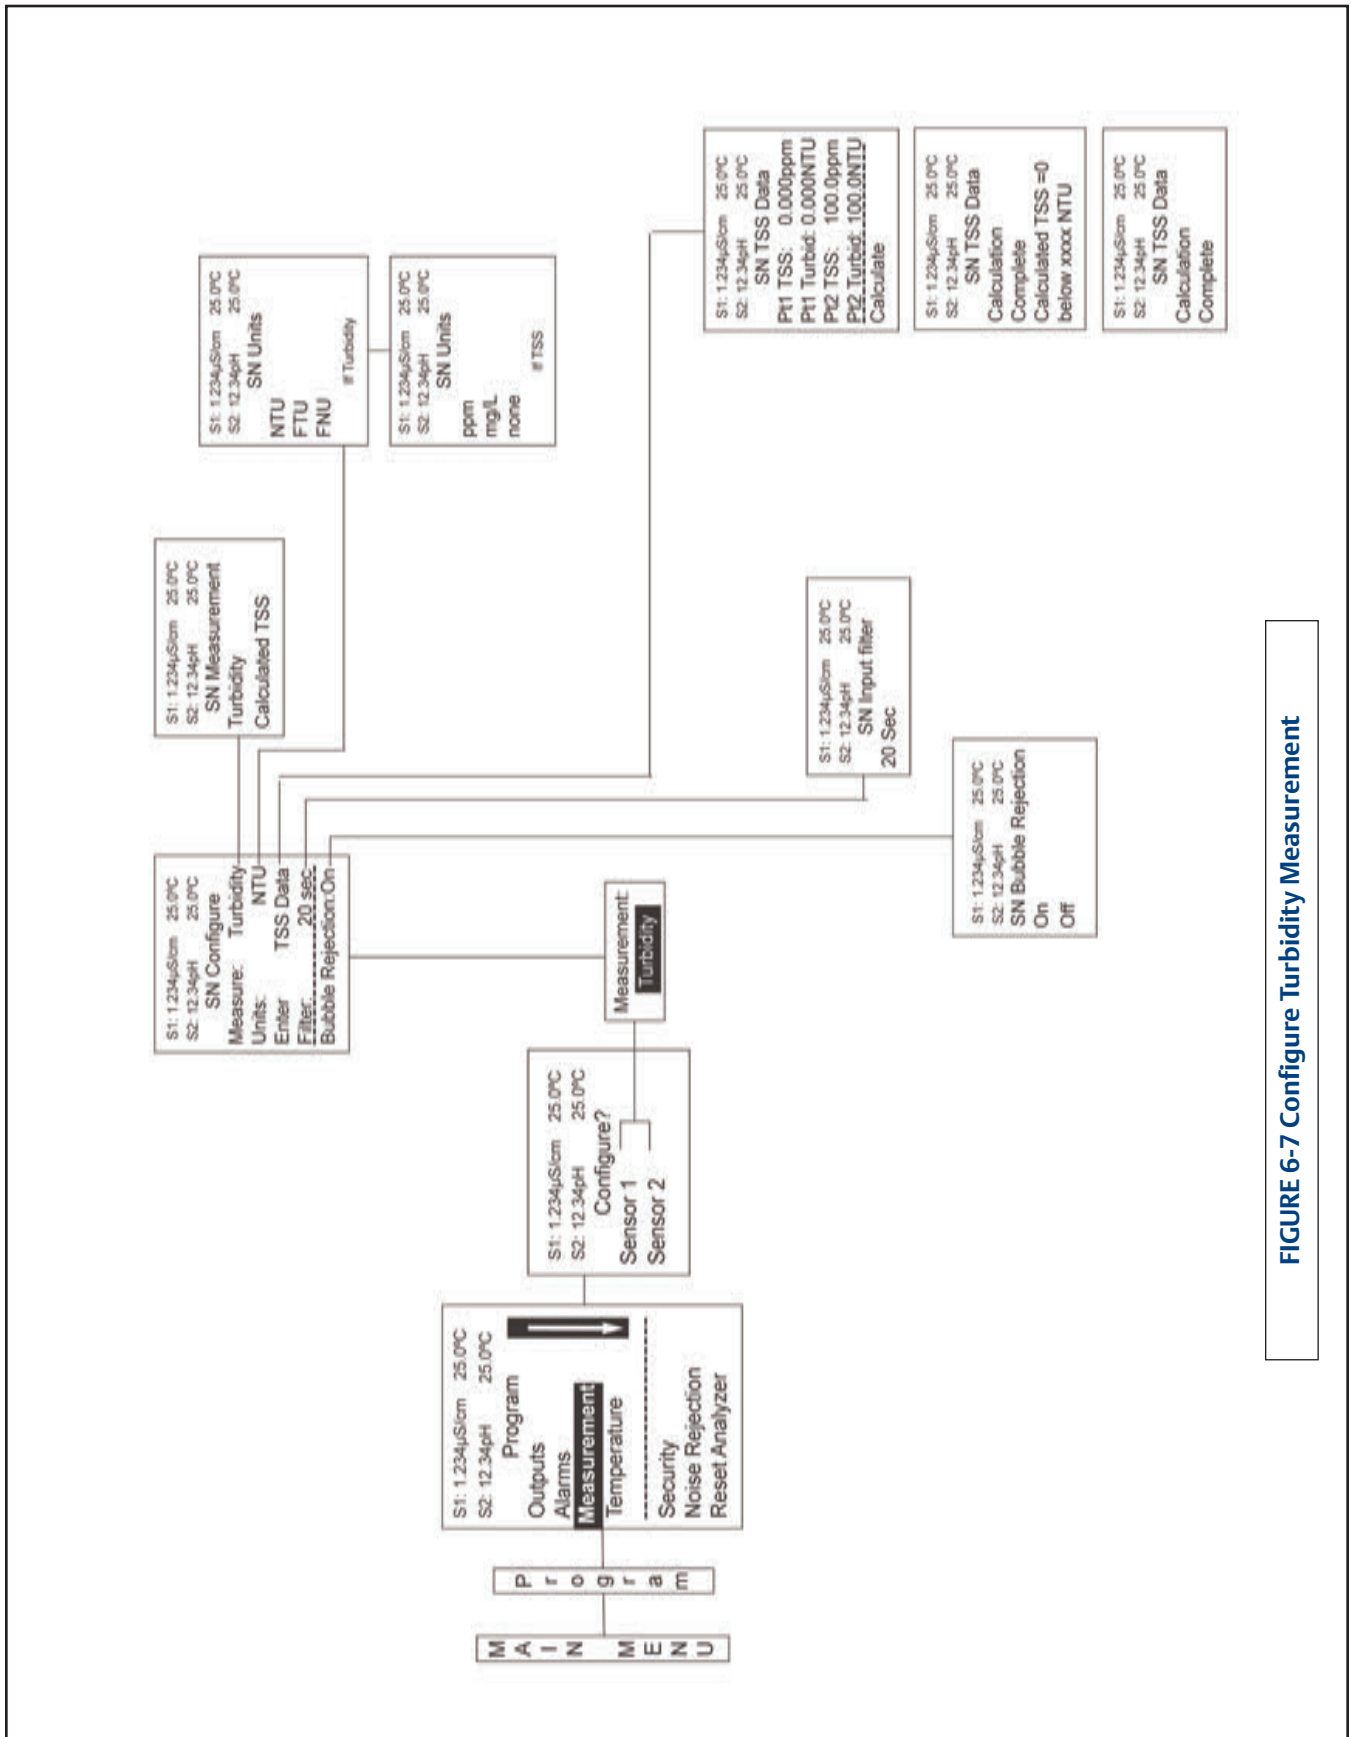 MAIN MENU
Program
S1: 1.234µS/cm 25.0ºC
S2: 12.34pH 25.0ºC
Program
Outputs
Alarms
Measurement
Temperature
Security
Noise Rejection
Reset Analyzer
S1: 1.234µS/cm 25.0ºC
S2: 12.34pH 25.0ºC
Configure?
Sensor 1
Sensor 2
Measurement:
Turbidity
S1: 1.234µS/cm 25.0ºC
S2: 12.34pH 25.0ºC
SN Configure
Measure: Turbidity
Units: NTU
Enter TSS Data
Filter: 20 sec
Bubble Rejection:On
S1: 1.234µS/cm 25.0ºC
S2: 12.34pH 25.0ºC
SN Measurement
Turbidity
Calculated TSS
S1: 1.234µS/cm 25.0ºC
S2: 12.34pH 25.0ºC
SN Units
NTU
FTU
FNU
If Turbidity
S1: 1.234µS/cm 25.0ºC
S2: 12.34pH 25.0ºC
SN Units
ppm
mg/L
none
If TSS
S1: 1.234µS/cm 25.0ºC
S2: 12.34pH 25.0ºC
SN TSS Data
Pt1 TSS: 0.000ppm
Pt1 Turbid: 0.000NTU
Pt2 TSS: 100.0ppm
Pt2 Turbid: 100.0NTU
Calculate
S1: 1.234µS/cm 25.0ºC
S2: 12.34pH 25.0ºC
SN TSS Data
Calculation
Complete
Calculated TSS =0
below xxxx NTU
S1: 1.234µS/cm 25.0ºC
S2: 12.34pH 25.0ºC
SN TSS Data
Calculation
Complete
S1: 1.234µS/cm 25.0ºC
S2: 12.34pH 25.0ºC
SN Input filter
20 Sec
S1: 1.234µS/cm 25.0ºC
S2: 12.34pH 25.0ºC
SN Bubble Rejection
On
Off
FIGURE 6-7 Configure Turbidity Measurement